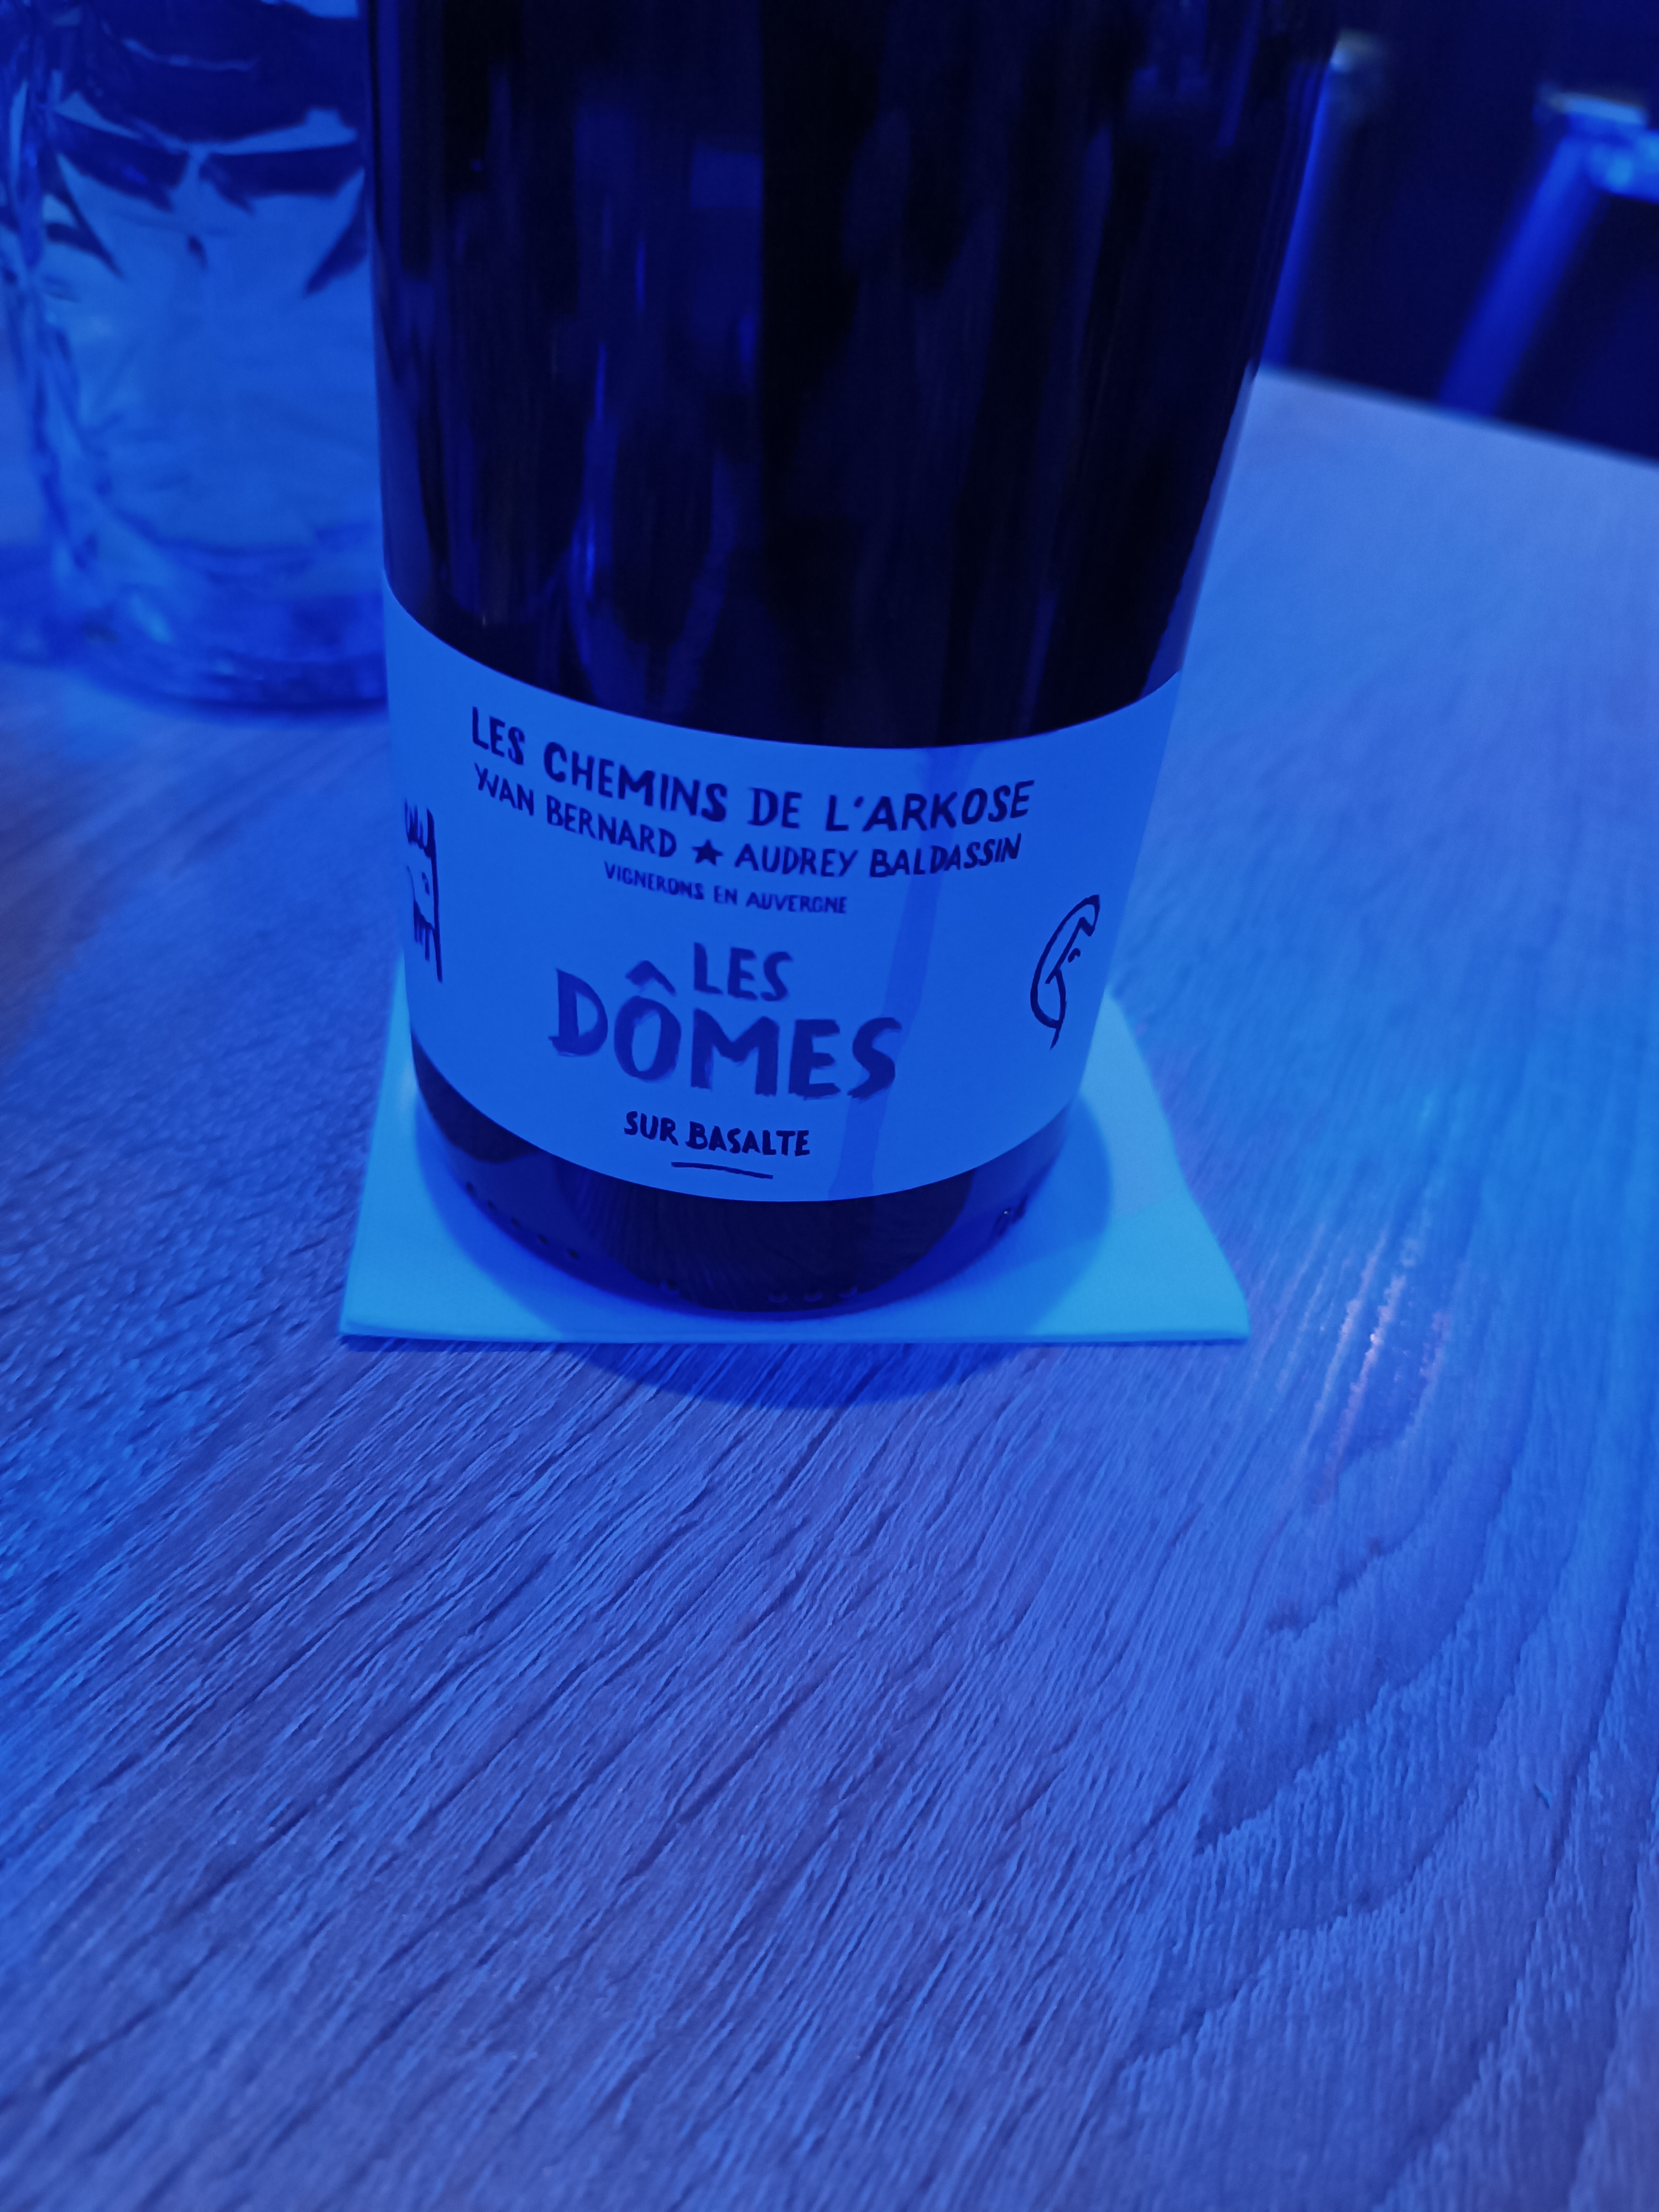 LES CHEMINS DE L'ARKOSE
YVAN BERNARD ★ AUDREY BALDASSIN
VIGNERONS EN AUVERGNE
LES
DÔMES
SUR BASALTE